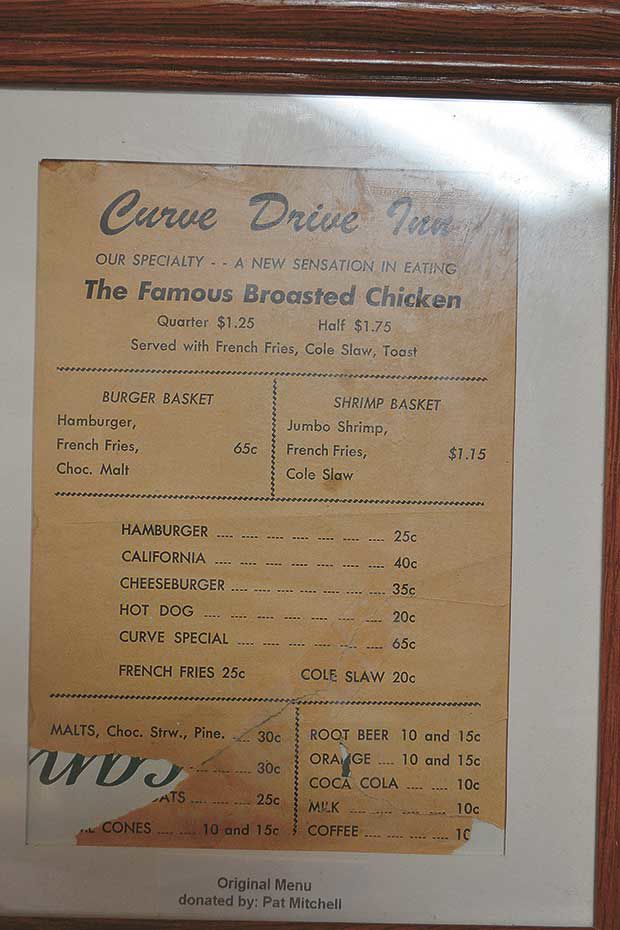 Curve Drive Inn
OUR SPECIALTY - - A NEW SENSATION IN EATING
The Famous Broasted Chicken
Quarter $1.25 Half $1.75
Served with French Fries, Cole Slaw, Toast
BURGER BASKET
Hamburger,
French Fries, 65c
Choc. Malt
SHRIMP BASKET
Jumbo Shrimp,
French Fries, $1.15
Cole Slaw
HAMBURGER 25c
CALIFORNIA 40c
CHEESEBURGER 35c
HOT DOG 20c
CURVE SPECIAL 65c
FRENCH FRIES 25c COLE SLAW 20c
MALTS, Choc. Strw., Pine. 30c
30c
ATS 25c
CONES 10 and 15c
ROOT BEER 10 and 15c
ORANGE 10 and 15c
COCA COLA 10c
MILK 10c
COFFEE 10
Original Menu
donated by: Pat Mitchell